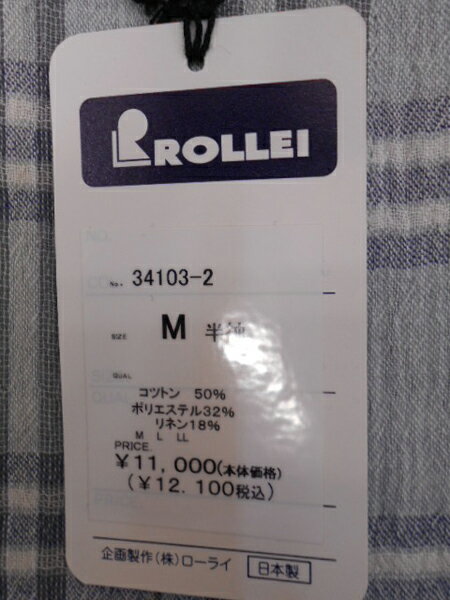 ROLLEI
No. 34103-2
SIZE M 半袖
QUAL
コットン 50%
ポリエステル32%
リネン18%
M L LL
PRICE
¥11,000(本体価格)
(¥12.100税込)
企画製作(株)ローライ 日本製